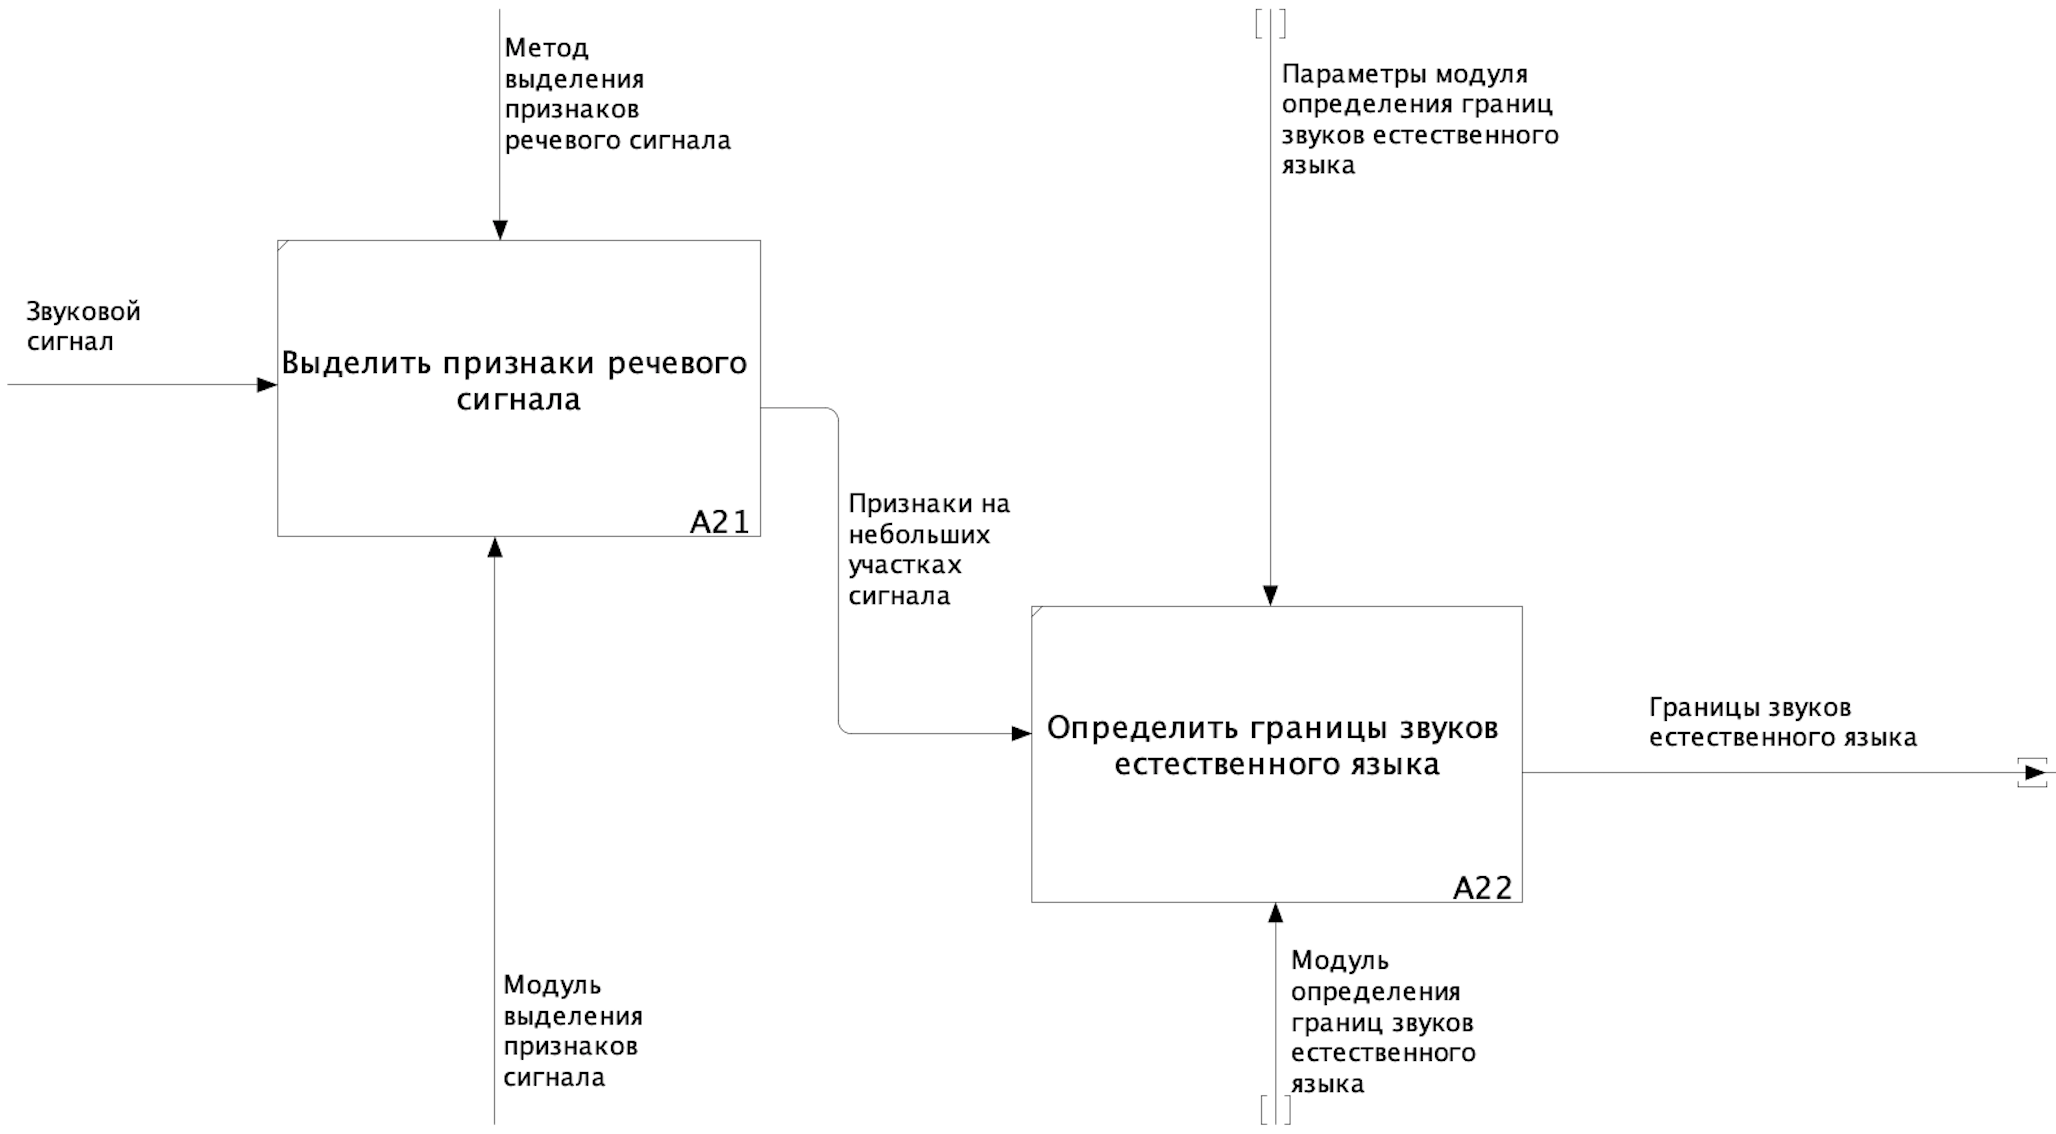 Метод
выделения
признаков
речевого сигнала
Параметры модуля
определения границ
звуков естественного
языка
Звуковой
сигнал
Выделить признаки речевого
сигнала
A21
Признаки на
небольших
участках
сигнала
Определить границы звуков
естественного языка
A22
Границы звуков
естественного языка
Модуль
выделения
признаков
сигнала
Модуль
определения
границ звуков
естественного
языка